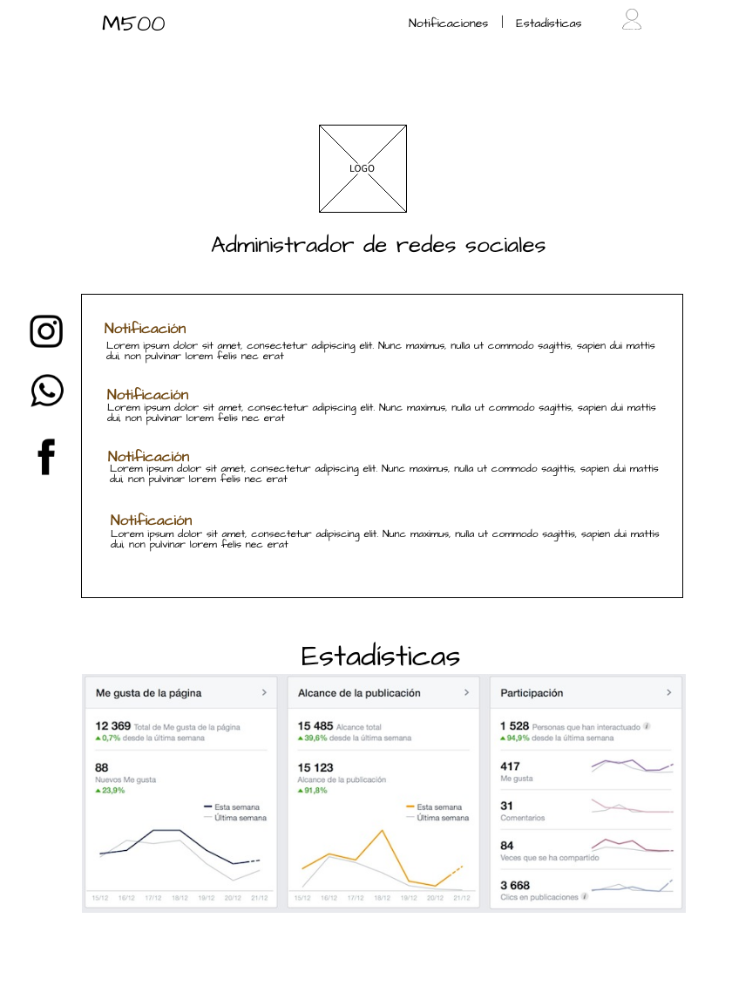 M500
Notificaciones | Estadísticas
LOGO
Administrador de redes sociales
Notificación
Lorem ipsum dolor sit amet, consectetur adipiscing elit. Nunc maximus, nulla ut commodo sagittis, sapien dui mattis
dui, non pulvinar lorem felis nec erat
Notificación
Lorem ipsum dolor sit amet, consectetur adipiscing elit. Nunc maximus, nulla ut commodo sagittis, sapien dui mattis
dui, non pulvinar lorem felis nec erat
Notificación
Lorem ipsum dolor sit amet, consectetur adipiscing elit. Nunc maximus, nulla ut commodo sagittis, sapien dui mattis
dui, non pulvinar lorem felis nec erat
Notificación
Lorem ipsum dolor sit amet, consectetur adipiscing elit. Nunc maximus, nulla ut commodo sagittis, sapien dui mattis
dui, non pulvinar lorem felis nec erat
Estadísticas
Me gusta de la página
12 369 Total de Me gusta de la página
0,7% desde la última semana
88
Nuevos Me gusta
23,9%
Esta semana
Última semana
15/12 16/12 17/12 18/12 19/12 20/12 21/12
Alcance de la publicación
15 485 Alcance total
39,6% desde la última semana
15 123
Alcance de la publicación
91,8%
Esta semana
Última semana
15/12 16/12 17/12 18/12 19/12 20/12 21/12
Participación
1 528 Personas que han interactuado i
94,9% desde la última semana
417
Me gusta
31
Comentarios
84
Veces que se ha compartido
3 668
Clics en publicaciones i